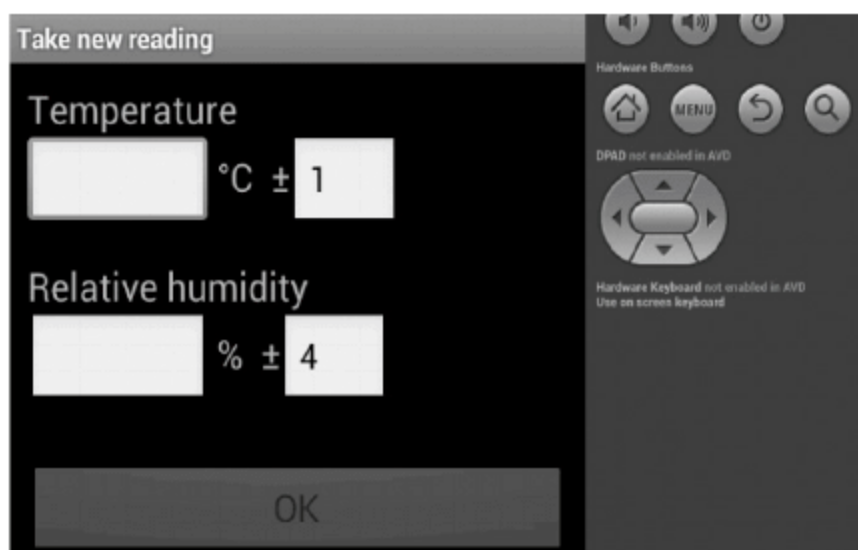 Take new reading
Temperature
°C ± 1
Relative humidity
% ± 4
OK
Hardware Buttons
MENU
DPAD not enabled in AVD
Hardware Keyboard not enabled in AVD
Use on screen keyboard